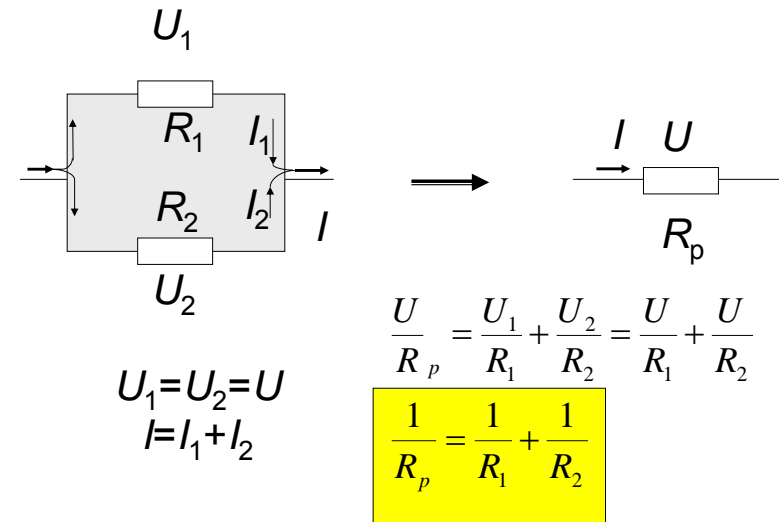 U₁
R₁ I₁
R₂ I₂ I
U₂
I U
Rₚ
U/R ₚ = U₁/R₁ + U₂/R₂ = U/R₁ + U/R₂
U₁=U₂=U
I=I₁+I₂
1/Rₚ = 1/R₁ + 1/R₂